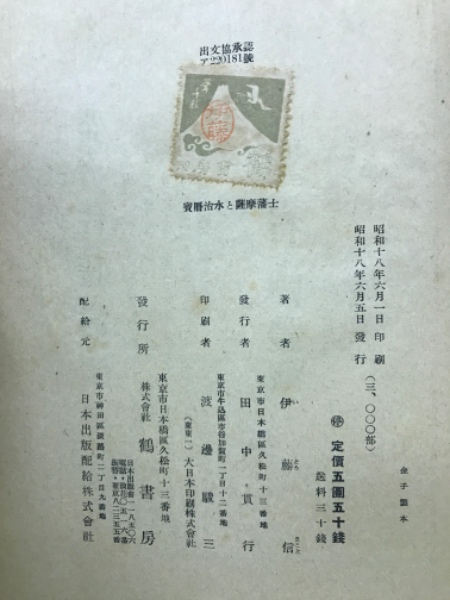 出文協承認
ア220181號
寶曆治水と薩摩藩士
昭和十八年六月一日印刷
昭和十八年六月五日發行
(三、〇〇〇部)
定價五圓五十錢
送料三十錢
金子製本
著者 伊藤信
東京市日本橋區久松町十三番地
發行者 田中貫行
東京市牛込區市谷加賀町一丁目十二番地
印刷者 渡邊駿三
(東東一)大日本印刷株式會社
東京市日本橋區久松町十三番地
發行所 株式會社 鶴書房
東京市神田區淡路町二丁目九番地
配給元 日本出版配給株式會社